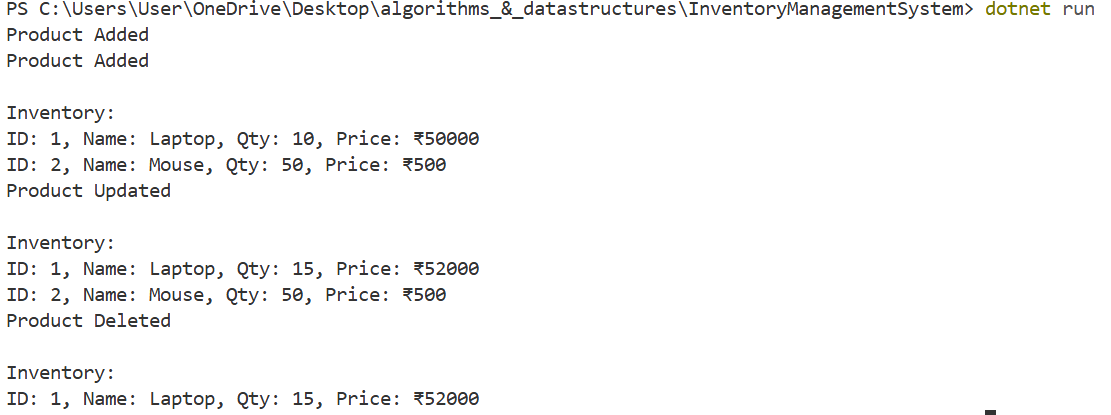 PS C:\Users\User\OneDrive\Desktop\algorithms_&_datastructures\InventoryManagementSystem> dotnet run
Product Added
Product Added
Inventory:
ID: 1, Name: Laptop, Qty: 10, Price: ₹50000
ID: 2, Name: Mouse, Qty: 50, Price: ₹500
Product Updated
Inventory:
ID: 1, Name: Laptop, Qty: 15, Price: ₹52000
ID: 2, Name: Mouse, Qty: 50, Price: ₹500
Product Deleted
Inventory:
ID: 1, Name: Laptop, Qty: 15, Price: ₹52000